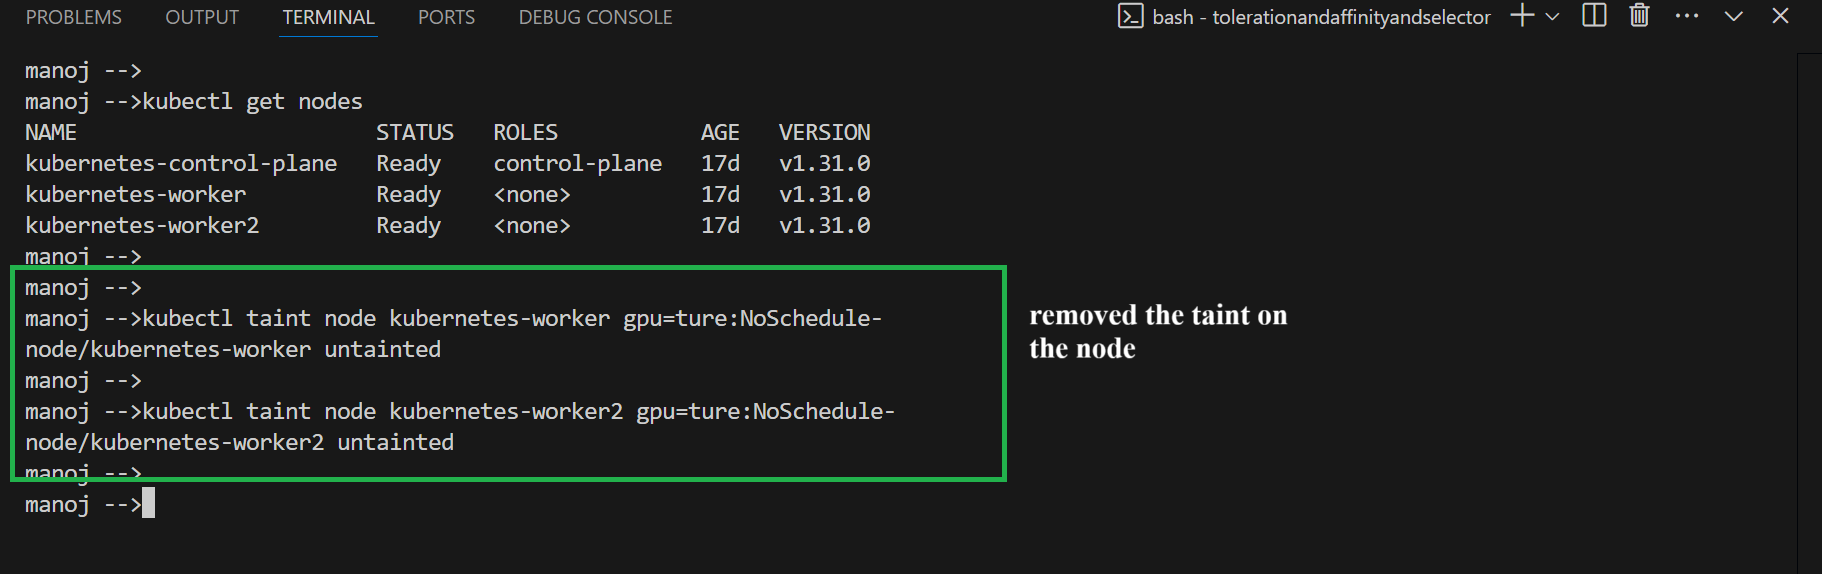 PROBLEMS OUTPUT TERMINAL PORTS DEBUG CONSOLE bash - tolerationandaffinityandselector
manoj -->
manoj -->kubectl get nodes
NAME STATUS ROLES AGE VERSION
kubernetes-control-plane Ready control-plane 17d v1.31.0
kubernetes-worker Ready <none> 17d v1.31.0
kubernetes-worker2 Ready <none> 17d v1.31.0
manoj -->
manoj -->
manoj -->kubectl taint node kubernetes-worker gpu=ture:NoSchedule-
node/kubernetes-worker untainted
manoj -->
manoj -->kubectl taint node kubernetes-worker2 gpu=ture:NoSchedule-
node/kubernetes-worker2 untainted
manoj -->
manoj -->
removed the taint on
the node